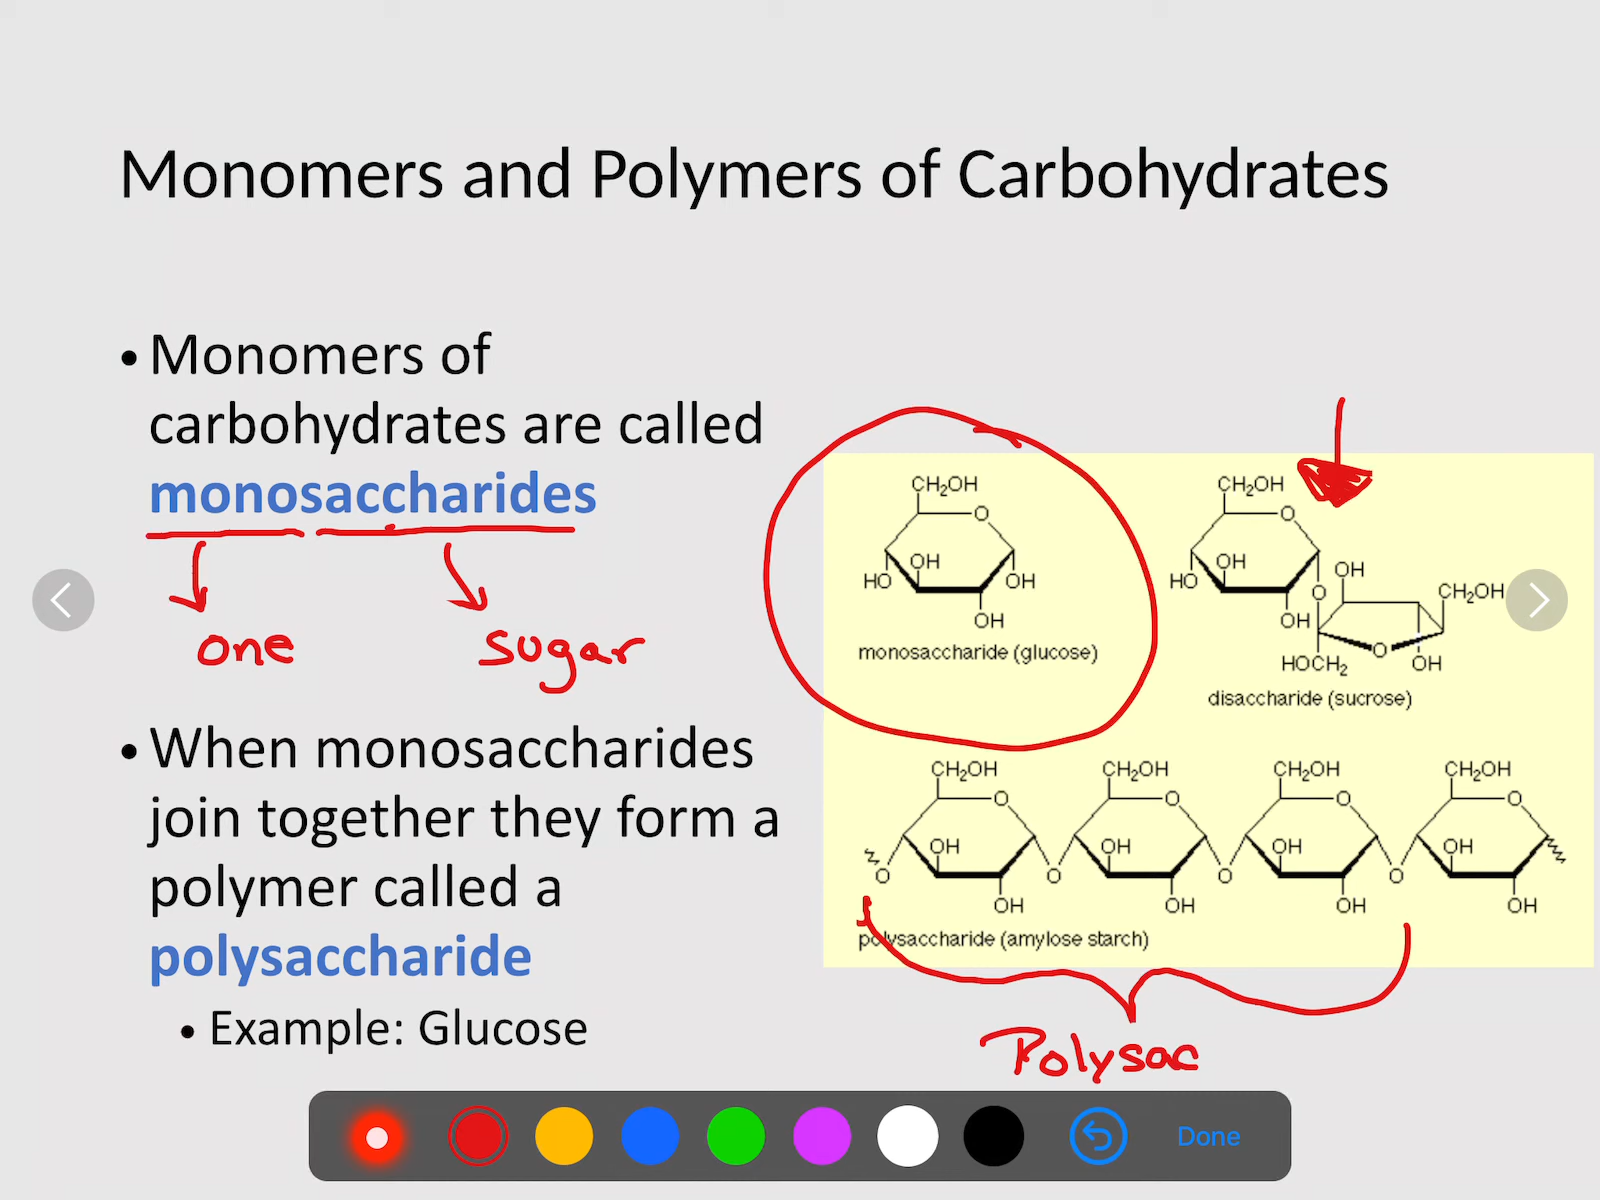 Monomers and Polymers of Carbohydrates
• Monomers of
carbohydrates are called
monosaccharides
one
sugar
• When monosaccharides
join together they form a
polymer called a
polysaccharide
• Example: Glucose
CH₂OH
O
OH
HO
OH
OH
monosaccharide (glucose)
CH₂OH
O
OH
HO
OH
O
OH
CH₂OH
O
HOCH₂
OH
disaccharide (sucrose)
CH₂OH CH₂OH CH₂OH CH₂OH
O O O O
OH OH OH OH
O O O O
OH OH OH OH
polysaccharide (amylose starch)
Polysac
Done